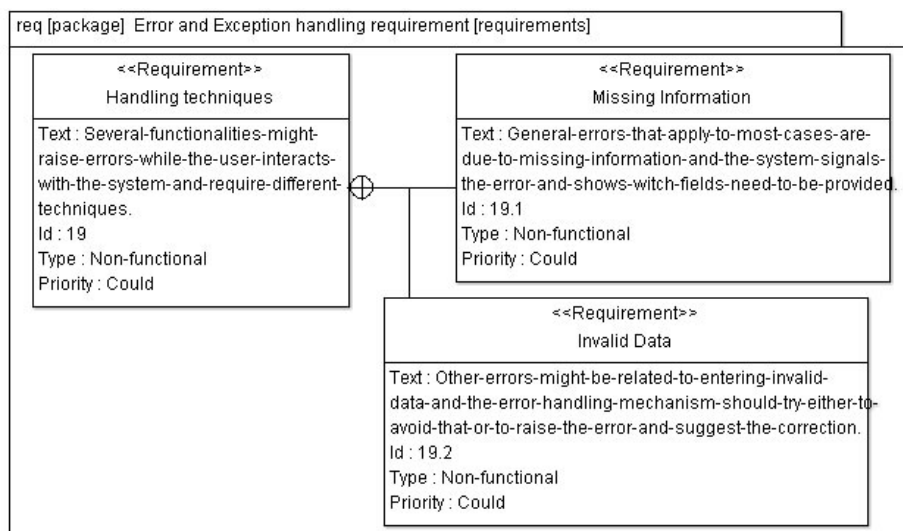 req [package] Error and Exception handling requirement [requirements]
<<Requirement>>
Handling techniques
Text : Several-functionalities-might-
raise-errors-while-the-user-interacts-
with-the-system-and-require-different-
techniques.
Id : 19
Type : Non-functional
Priority : Could
<<Requirement>>
Missing Information
Text : General-errors-that-apply-to-most-cases-are-
due-to-missing-information-and-the-system-signals-
the-error-and-shows-witch-fields-need-to-be-provided.
Id : 19.1
Type : Non-functional
Priority : Could
<<Requirement>>
Invalid Data
Text : Other-errors-might-be-related-to-entering-invalid-
data-and-the-error-handling-mechanism-should-try-either-to-
avoid-that-or-to-raise-the-error-and-suggest-the-correction.
Id : 19.2
Type : Non-functional
Priority : Could